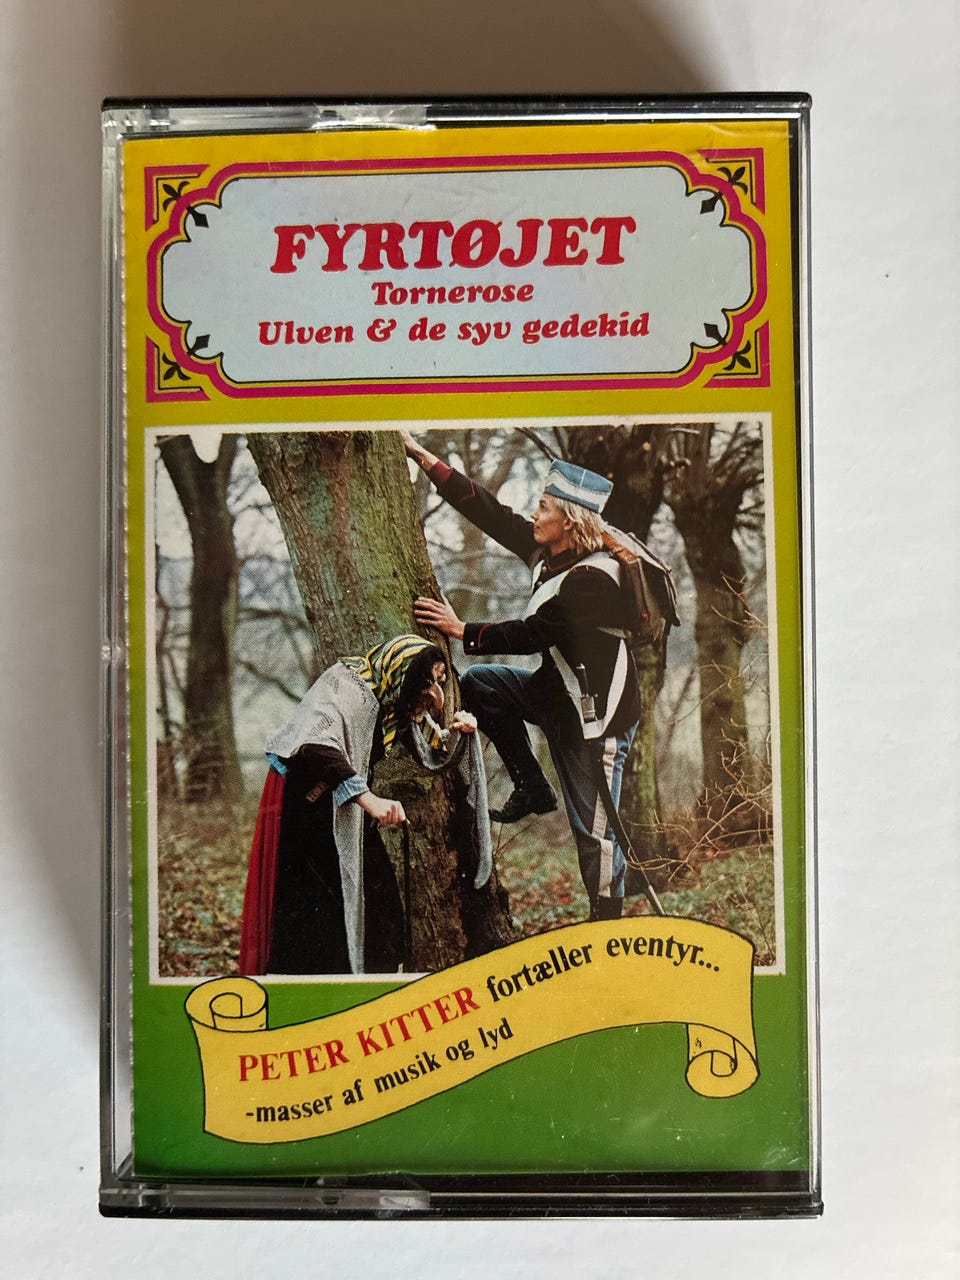 FYRTØJET
Tornerose
Ulven & de syv gedekid
PETER KITTER fortæller eventyr...
-masser af musik og lyd